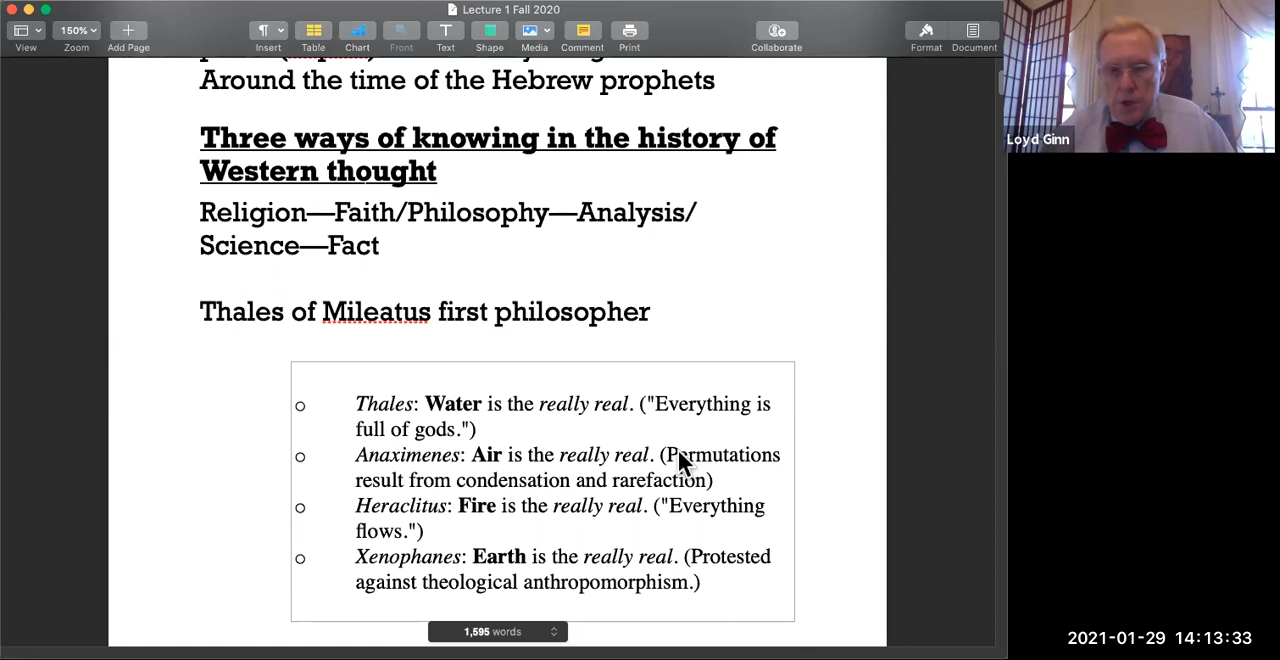 Lecture 1 Fall 2020
150%
View
Zoom
Add Page
Insert
Table
Chart
Front
Text
Shape
Media
Comment
Print
Collaborate
Format
Document
Around the time of the Hebrew prophets
Three ways of knowing in the history of
Western thought
Religion—Faith/Philosophy—Analysis/
Science—Fact
Thales of Mileatus first philosopher
Thales: Water is the really real. ("Everything is
full of gods.")
Anaximenes: Air is the really real. (Permutations
result from condensation and rarefaction)
Heraclitus: Fire is the really real. ("Everything
flows.")
Xenophanes: Earth is the really real. (Protested
against theological anthropomorphism.)
1,595 words
Loyd Ginn
2021-01-29 14:13:33